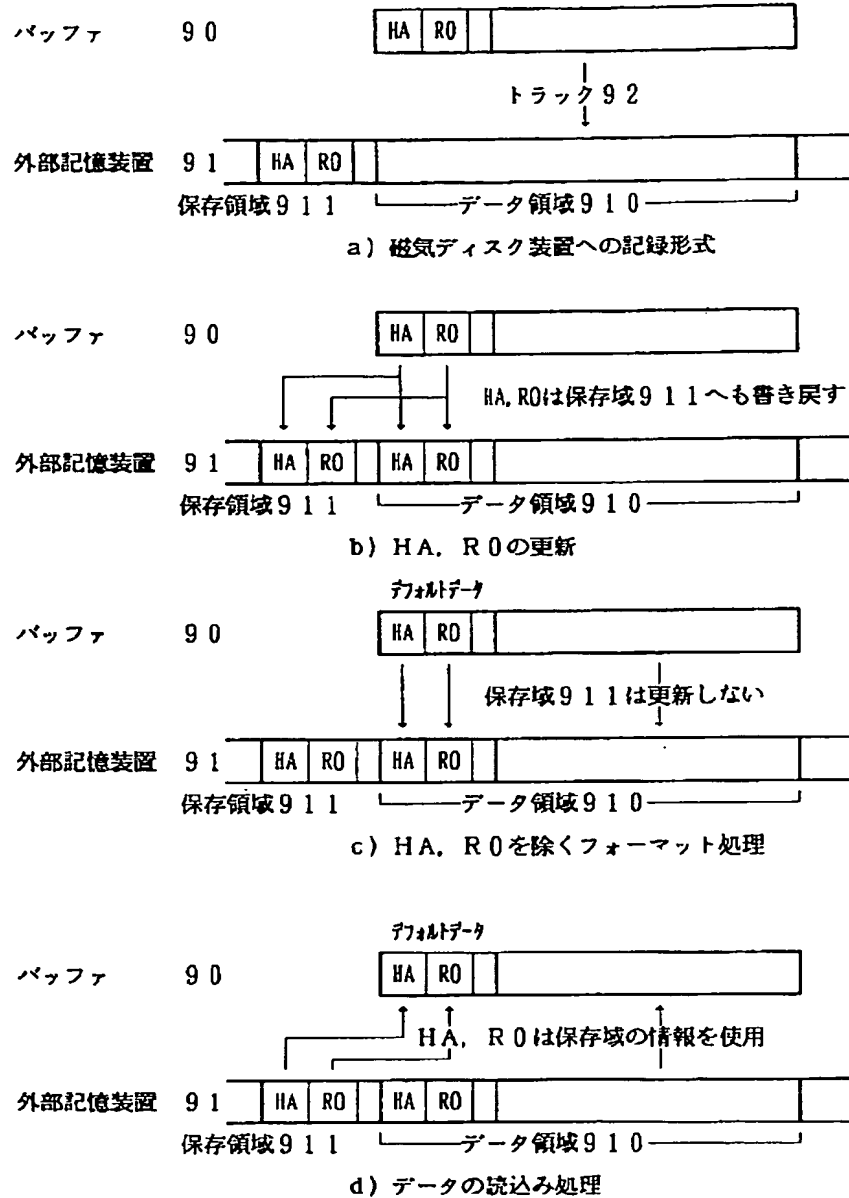 バッファ 90 HA R0
トラック92
外部記憶装置 91 HA R0
保存領域911 データ領域910
a) 磁気ディスク装置への記録形式
バッファ 90 HA R0
HA,R0は保存域911へも書き戻す
外部記憶装置 91 HA R0 HA R0
保存領域911 データ領域910
b) HA, R0の更新
デフォルトデータ
バッファ 90 HA R0
保存域911は更新しない
外部記憶装置 91 HA R0 HA R0
保存領域911 データ領域910
c) HA, R0を除くフォーマット処理
デフォルトデータ
バッファ 90 HA R0
HA, R0は保存域の情報を使用
外部記憶装置 91 HA R0 HA R0
保存領域911 データ領域910
d) データの読込み処理